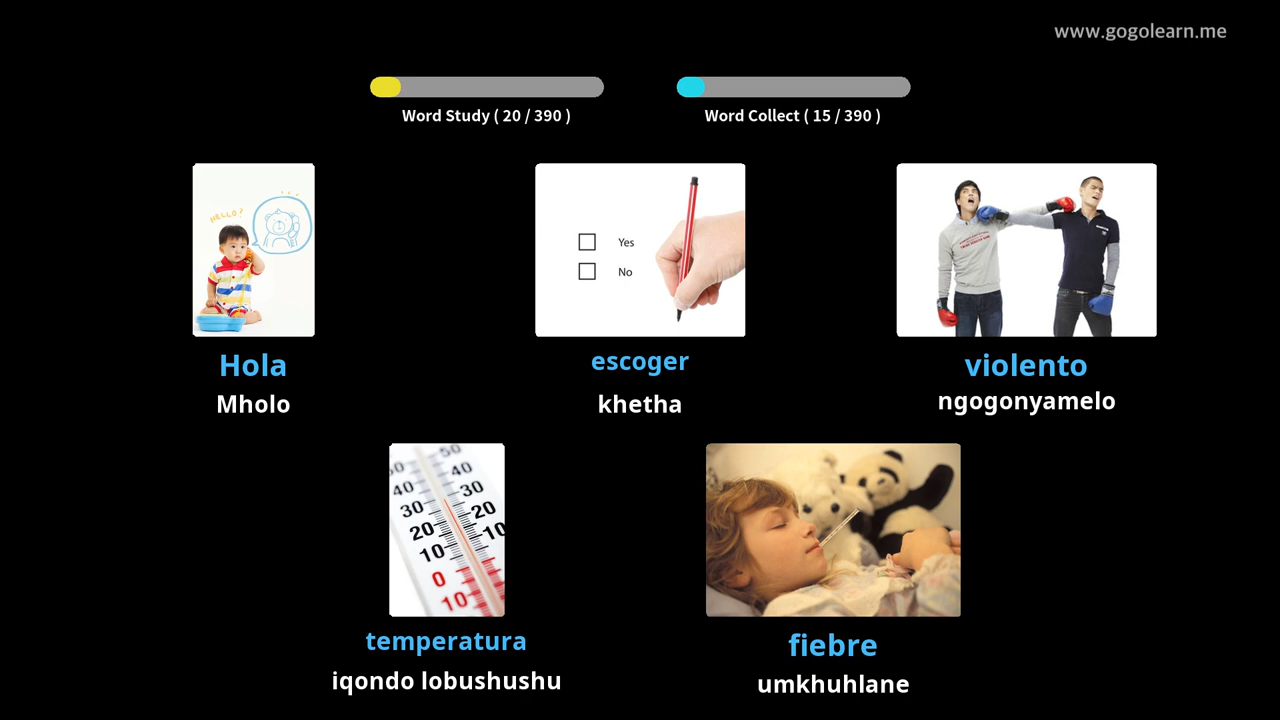 www.gogolearn.me
Word Study ( 20 / 390 )
Word Collect ( 15 / 390 )
HELLO?
Yes
No
Hola
Mholo
escoger
khetha
violento
ngogonyamelo
50
40
40
30
30
20
20
10
10
0
10
temperatura
iqondo lobushushu
fiebre
umkhuhlane